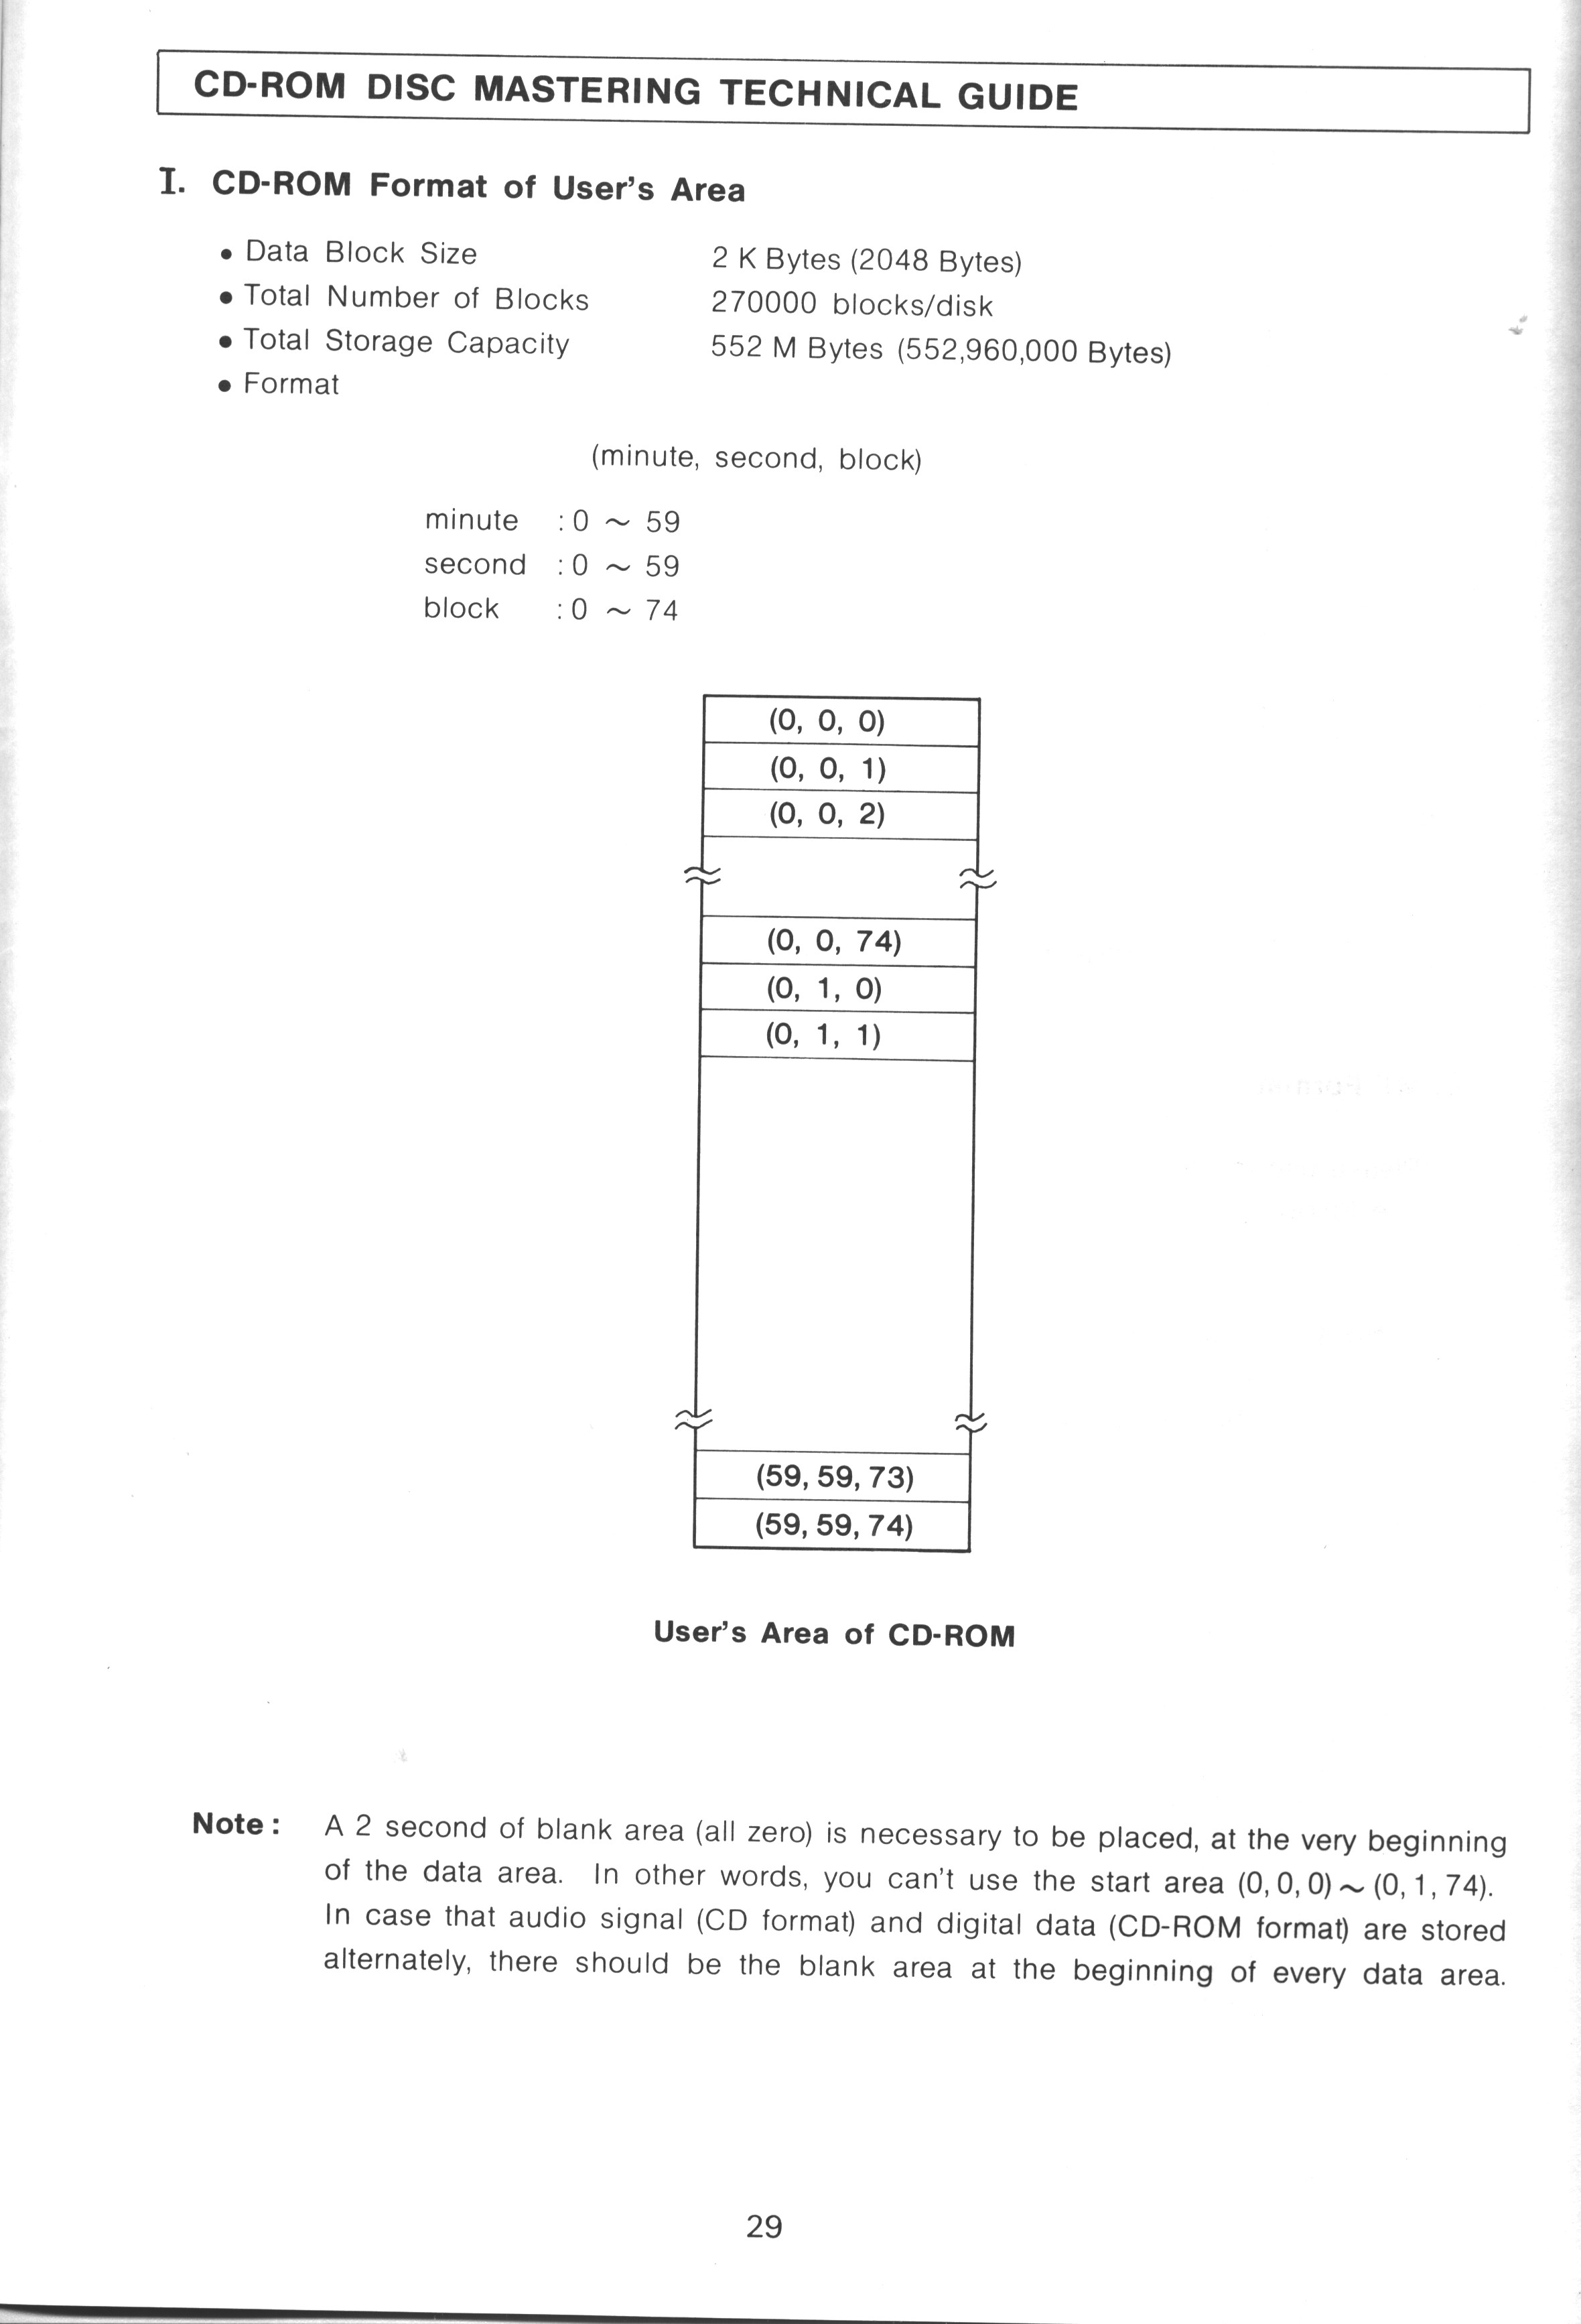 CD-ROM DISC MASTERING TECHNICAL GUIDE
I. CD-ROM Format of User's Area
• Data Block Size 2 K Bytes (2048 Bytes)
• Total Number of Blocks 270000 blocks/disk
• Total Storage Capacity 552 M Bytes (552,960,000 Bytes)
• Format
(minute, second, block)
minute : 0 ~ 59
second : 0 ~ 59
block : 0 ~ 74
(0, 0, 0)
(0, 0, 1)
(0, 0, 2)
(0, 0, 74)
(0, 1, 0)
(0, 1, 1)
(59, 59, 73)
(59, 59, 74)
User's Area of CD-ROM
Note : A 2 second of blank area (all zero) is necessary to be placed, at the very beginning
of the data area. In other words, you can't use the start area (0, 0, 0) ~ (0, 1, 74).
In case that audio signal (CD format) and digital data (CD-ROM format) are stored
alternately, there should be the blank area at the beginning of every data area.
29